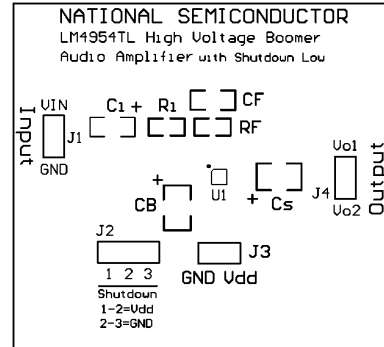 NATIONAL SEMICONDUCTOR
LM4954TL High Voltage Boomer
Audio Amplifier with Shutdown Low
Input
VIN
J1
GND
Ci +
Ri
CF
RF
Vo1
J4
Vo2
Output
+
CB
U1
+
Cs
J2
1 2 3
Shutdown
1-2=Vdd
2-3=GND
J3
GND Vdd